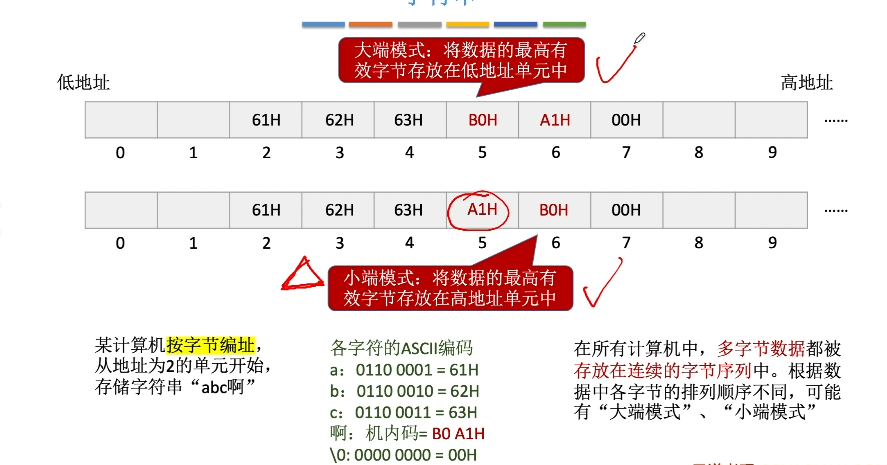 大端模式：将数据的最高有
效字节存放在低地址单元中
低地址
高地址
61H 62H 63H B0H A1H 00H ......
0 1 2 3 4 5 6 7 8 9
61H 62H 63H A1H B0H 00H ......
0 1 2 3 4 5 6 7 8 9
小端模式：将数据的最高有
效字节存放在高地址单元中
某计算机按字节编址，
从地址为2的单元开始，
存储字符串“abc啊”
各字符的ASCII编码
a：0110 0001 = 61H
b：0110 0010 = 62H
c：0110 0011 = 63H
啊：机内码= B0 A1H
\0: 0000 0000 = 00H
在所有计算机中，多字节数据都被
存放在连续的字节序列中。根据数
据中各字节的排列顺序不同，可能
有“大端模式”、“小端模式”